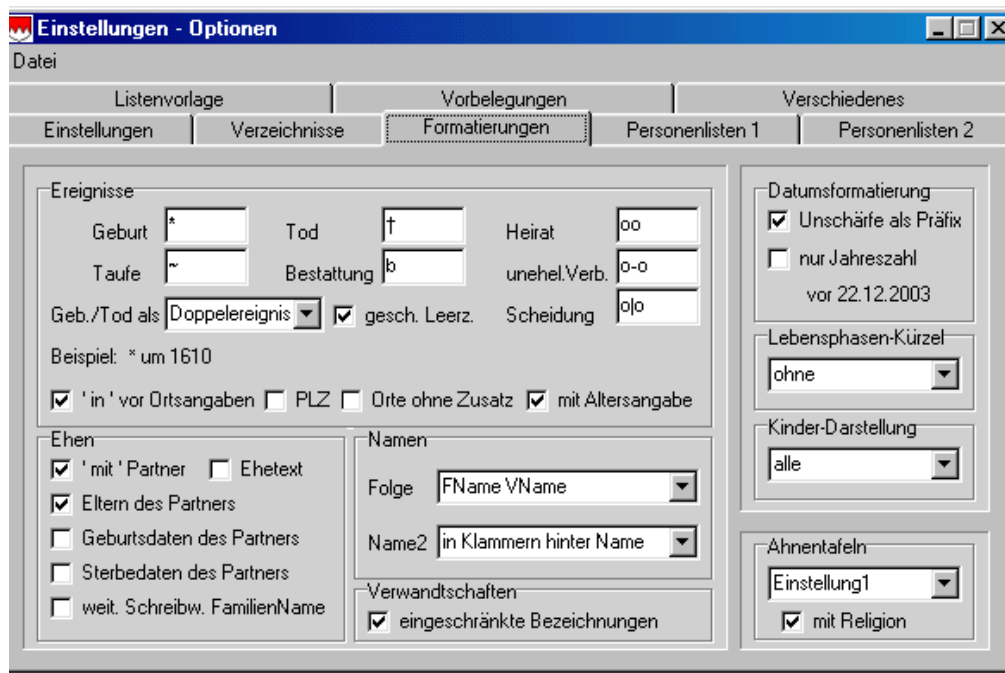 Einstellungen - Optionen
Datei
Listenvorlage Vorbelegungen Verschiedenes
Einstellungen Verzeichnisse Formatierungen Personenlisten 1 Personenlisten 2
Ereignisse
Geburt * Tod † Heirat oo
Taufe ~ Bestattung b unehel.Verb. o-o
Geb./Tod als Doppelereignis gesch. Leerz. Scheidung o|o
Beispiel: * um 1610
' in ' vor Ortsangaben PLZ Orte ohne Zusatz mit Altersangabe
Ehen
' mit ' Partner Ehetext
Eltern des Partners
Geburtsdaten des Partners
Sterbedaten des Partners
weit. Schreibw. FamilienName
Namen
Folge FName VName
Name2 in Klammern hinter Name
Verwandtschaften
eingeschränkte Bezeichnungen
Datumsformatierung
Unschärfe als Präfix
nur Jahreszahl
vor 22.12.2003
Lebensphasen-Kürzel
ohne
Kinder-Darstellung
alle
Ahnentafeln
Einstellung1
mit Religion